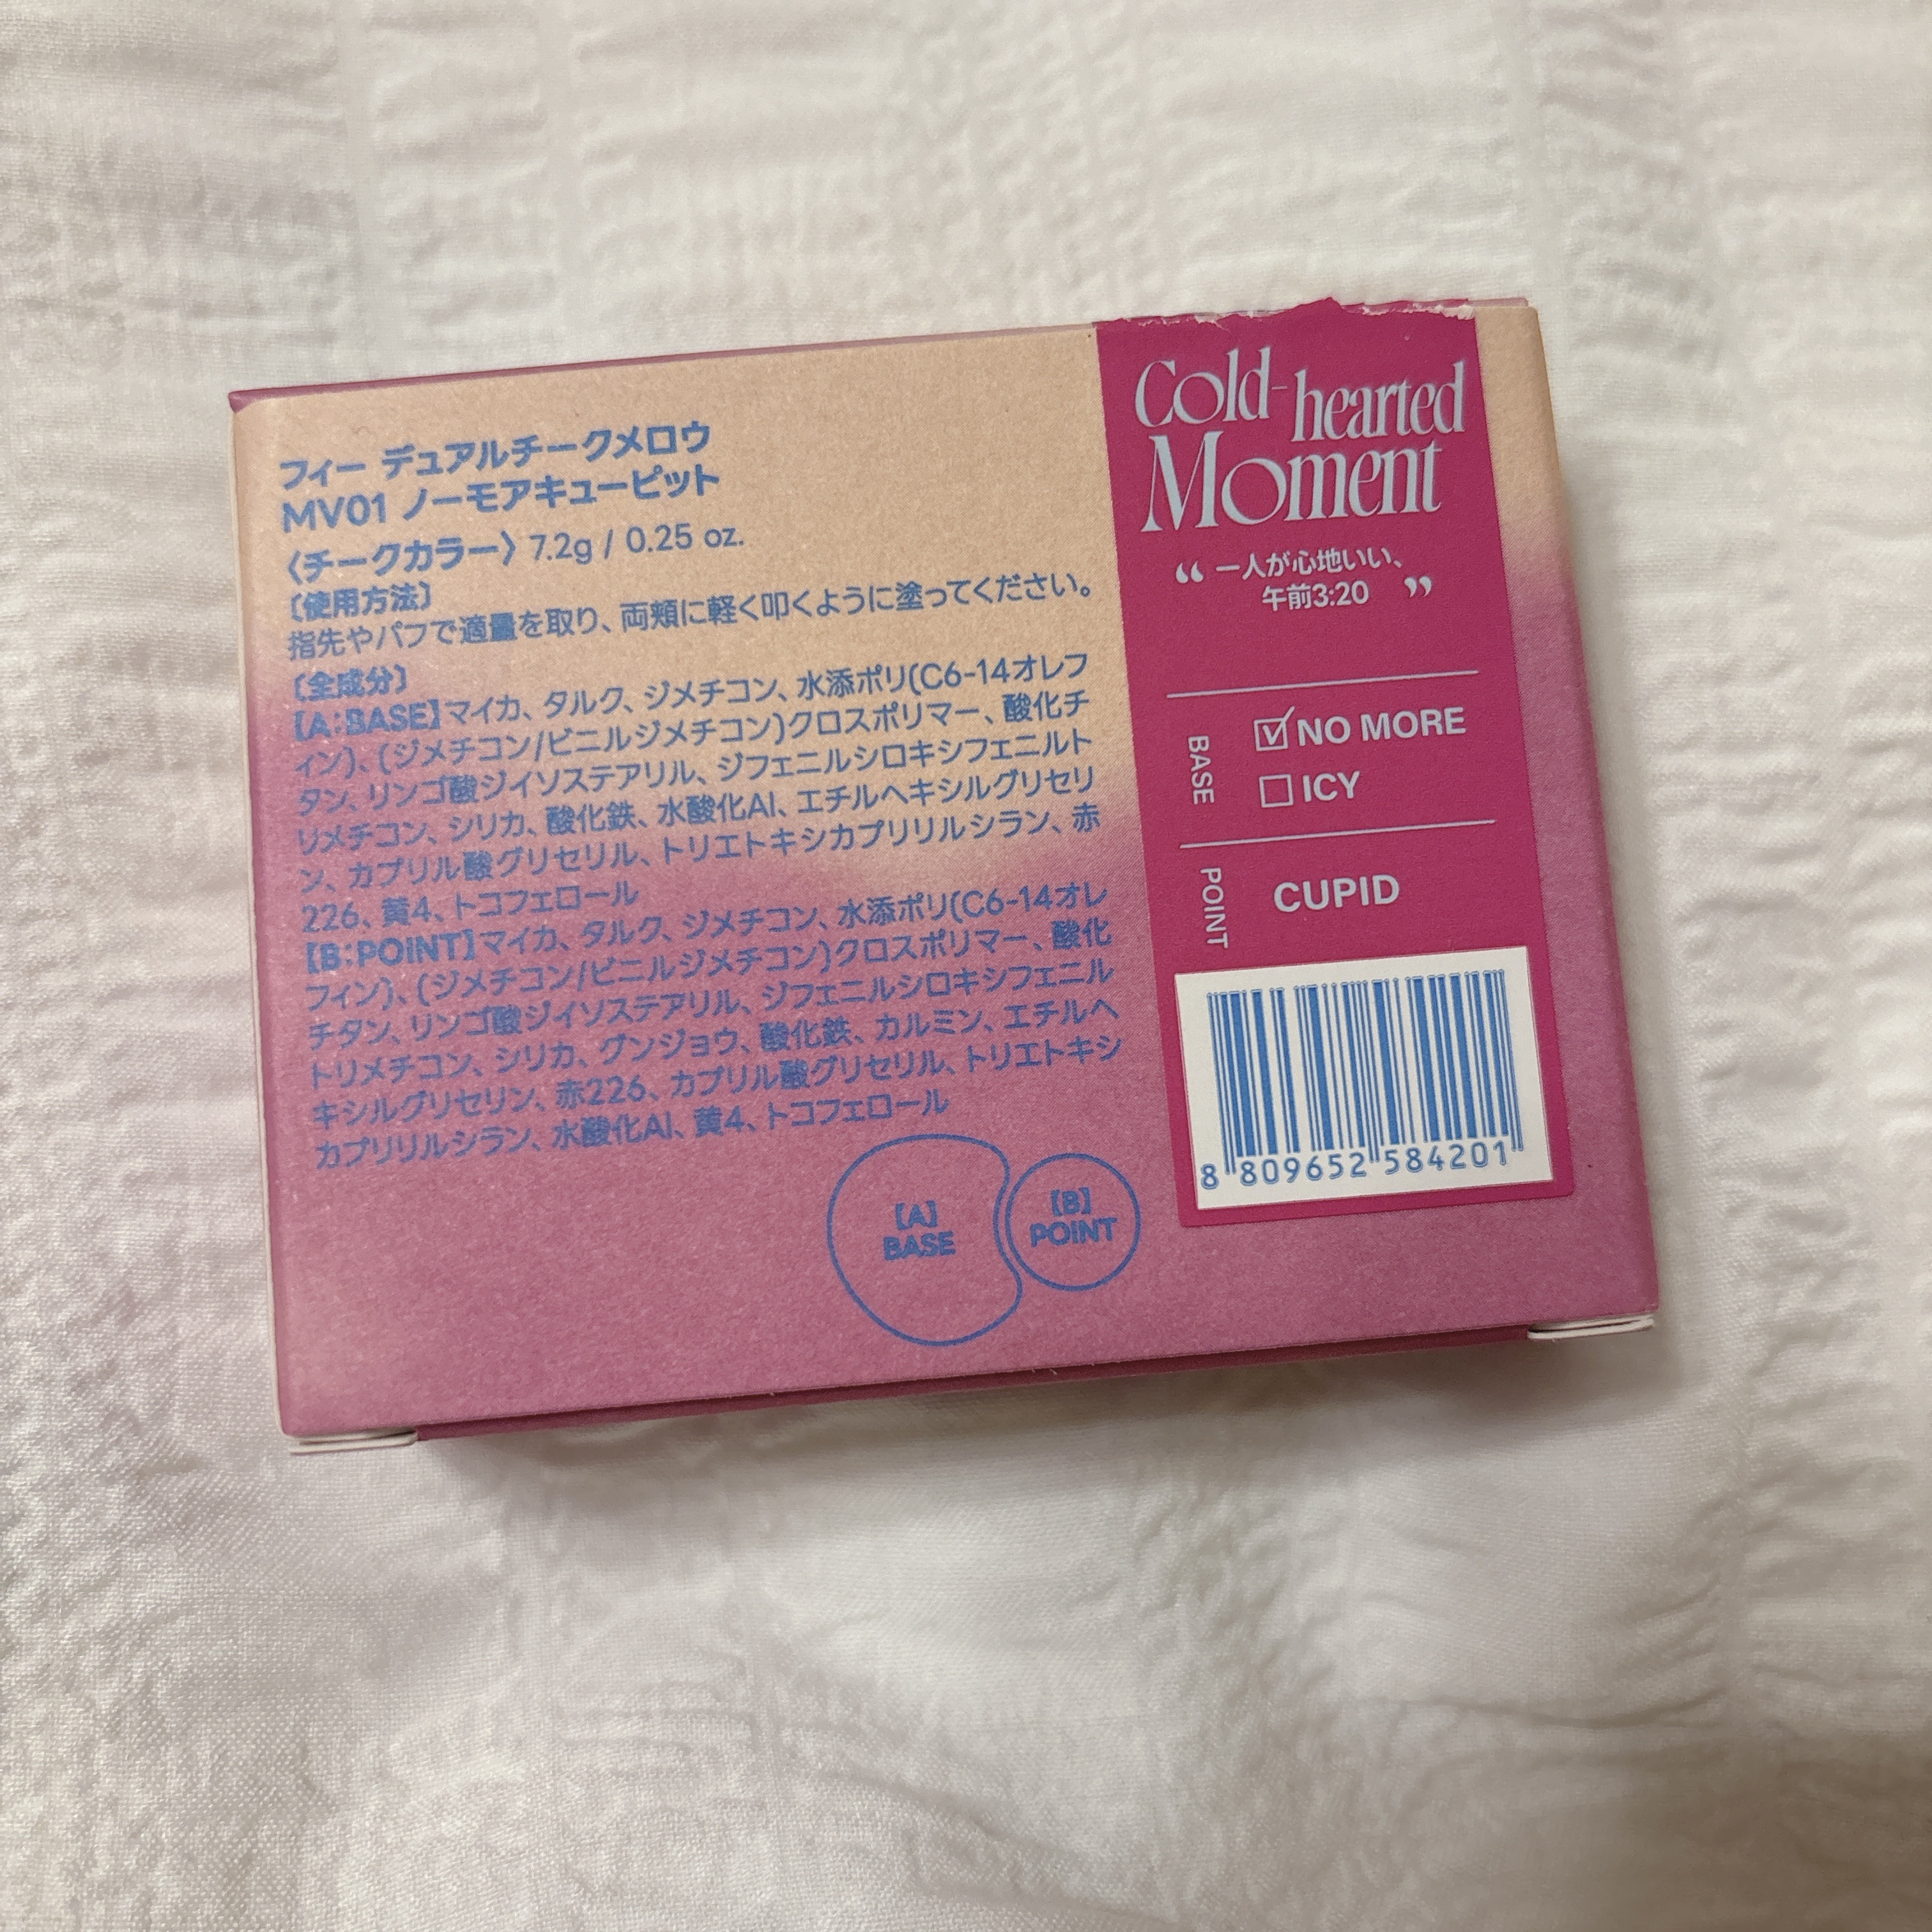 フィー デュアルチークメロウ
MV01 ノーモアキューピット
〈チークカラー〉 7.2g / 0.25 oz.
〔使用方法〕
指先やパフで適量を取り、両頬に軽く叩くように塗ってください。
〔全成分〕
【A:BASE】マイカ、タルク、ジメチコン、水添ポリ(C6-14オレフ
ィン)、(ジメチコン/ビニルジメチコン)クロスポリマー、酸化チ
タン、リンゴ酸ジイソステアリル、ジフェニルシロキシフェニルト
リメチコン、シリカ、酸化鉄、水酸化Al、エチルヘキシルグリセリ
ン、カプリル酸グリセリル、トリエトキシカプリリルシラン、赤
226、黄4、トコフェロール
【B:POINT】マイカ、タルク、ジメチコン、水添ポリ(C6-14オレ
フィン)、(ジメチコン/ビニルジメチコン)クロスポリマー、酸化
チタン、リンゴ酸ジイソステアリル、ジフェニルシロキシフェニル
トリメチコン、シリカ、グンジョウ、酸化鉄、カルミン、エチルヘ
キシルグリセリン、赤226、カプリル酸グリセリル、トリエトキシ
カプリリルシラン、水酸化Al、黄4、トコフェロール
【A】
BASE
【B】
POINT
Cold-hearted
Moment
“ 一人が心地いい、
午前3:20 ”
BASE
☑ NO MORE
☐ ICY
POINT
CUPID
8 809652 584201